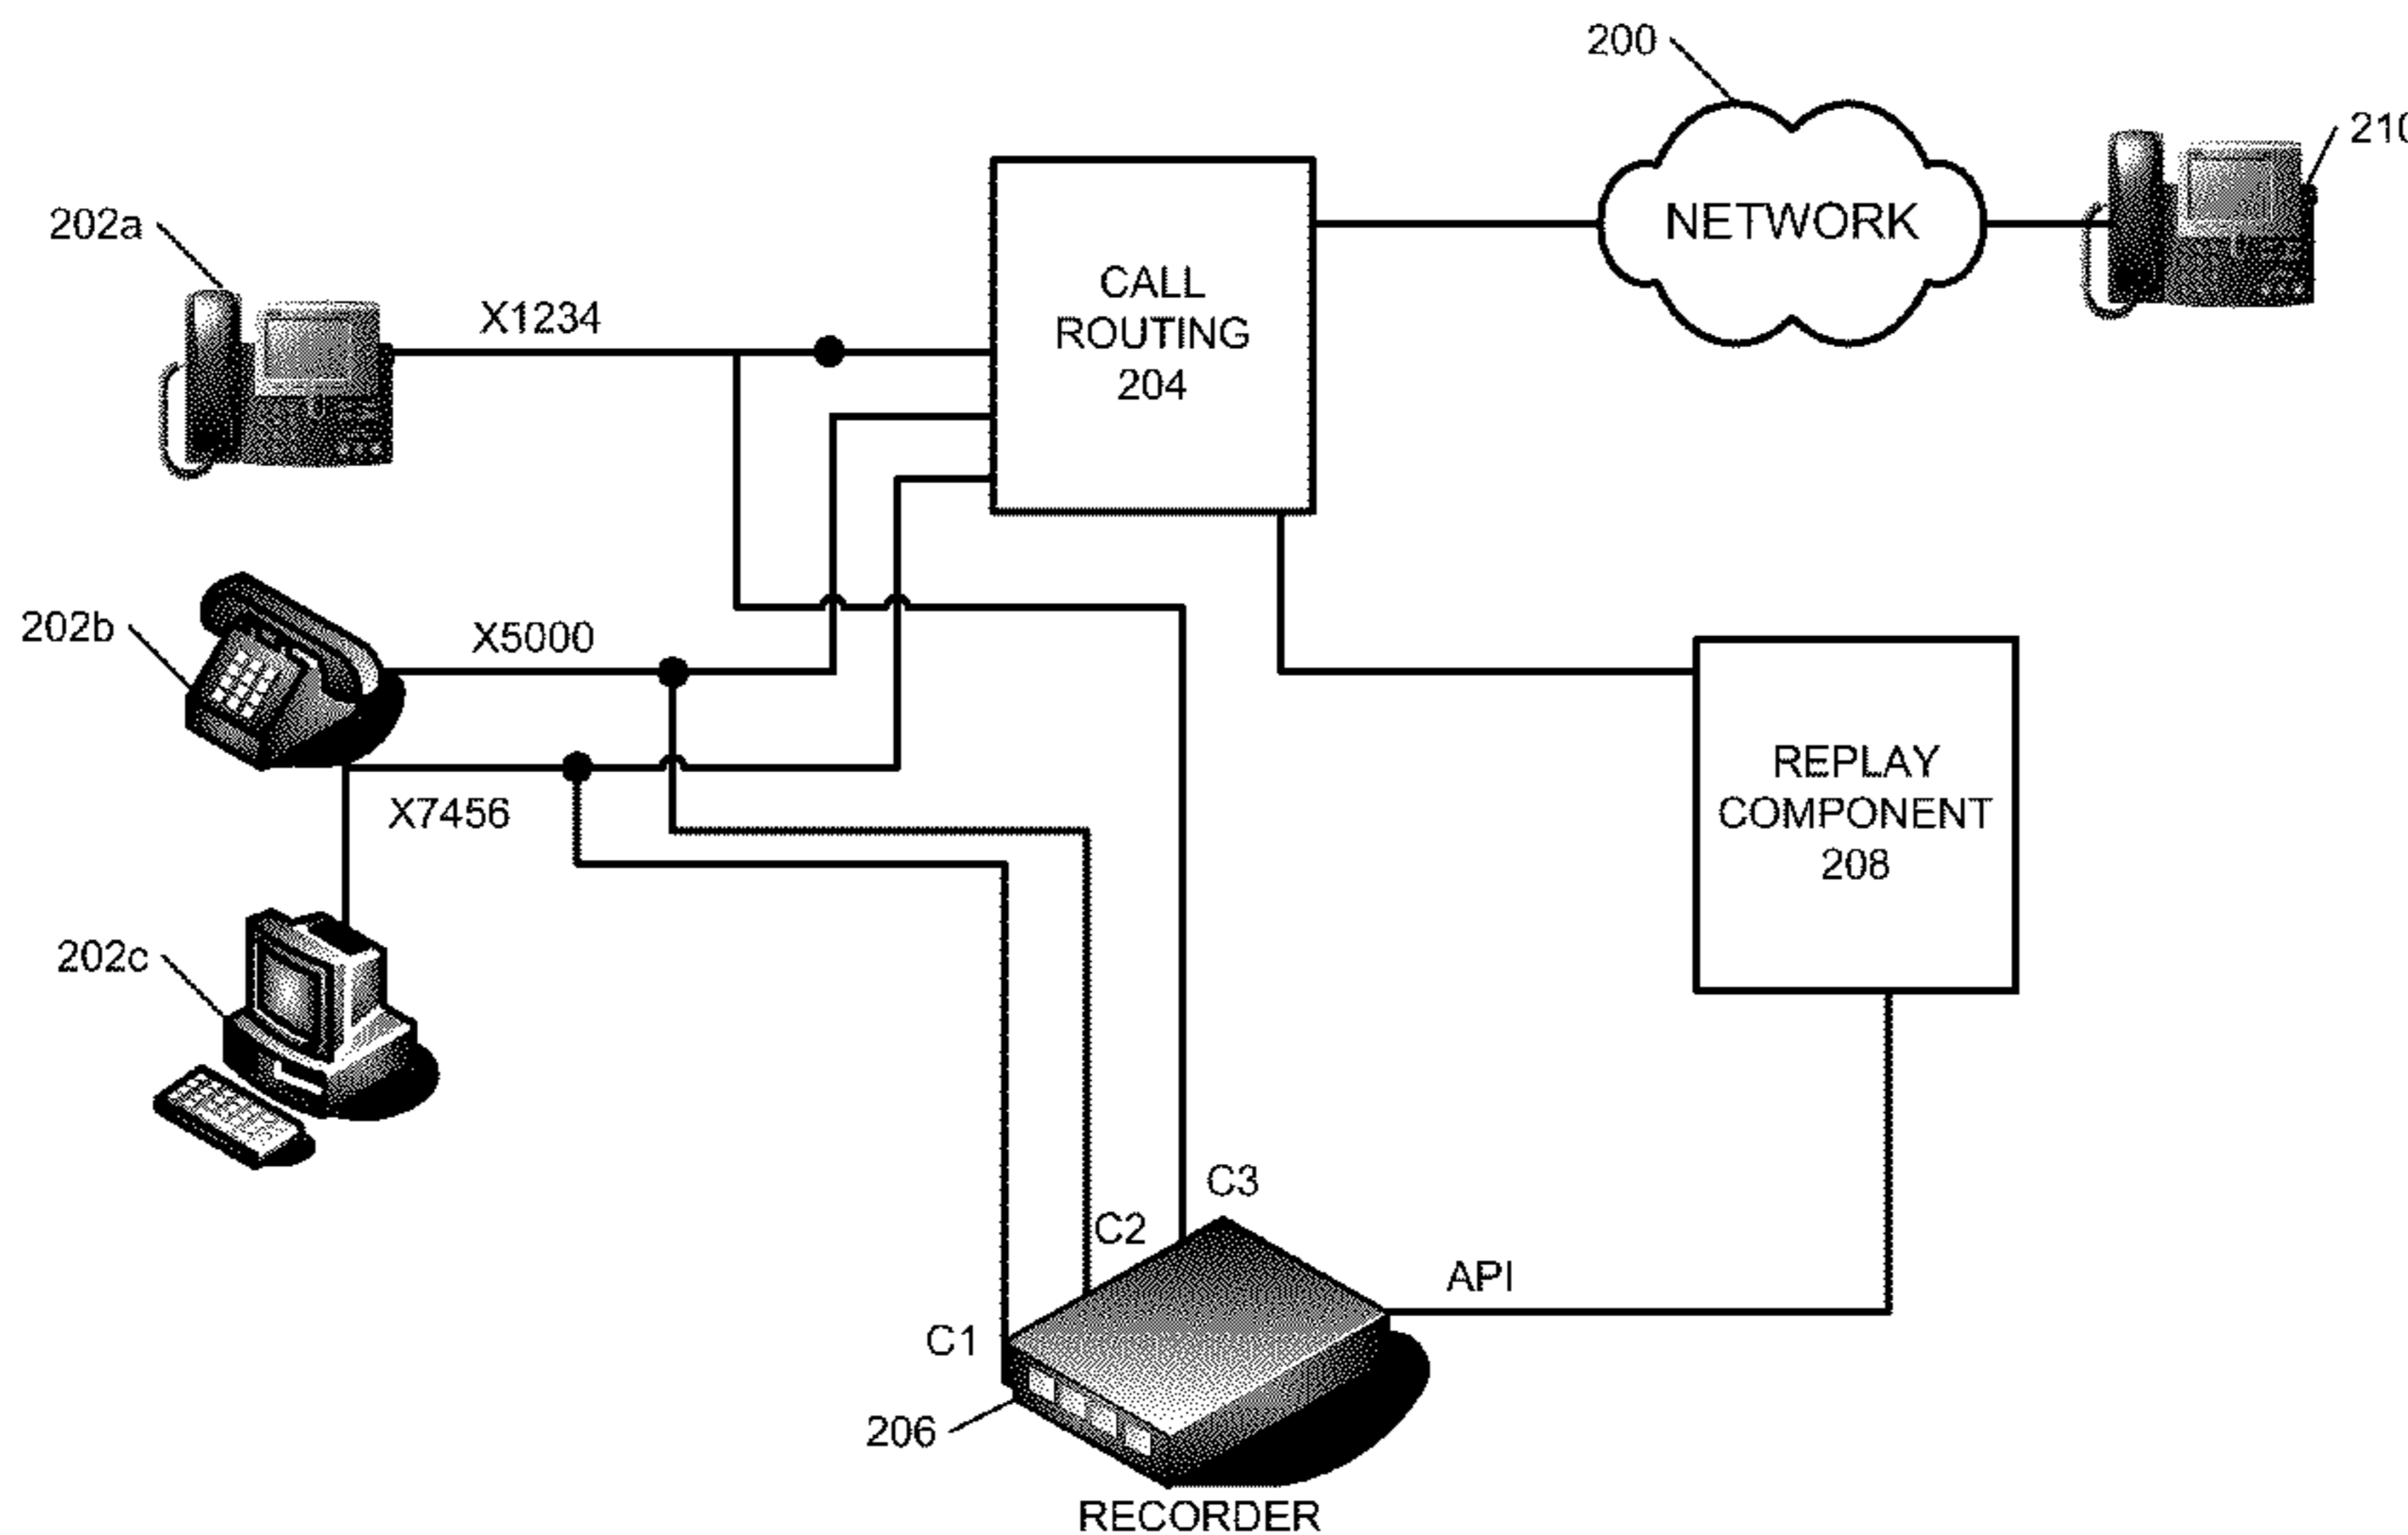 200
210
202a
X1234
CALL
ROUTING
204
NETWORK
202b
X5000
X7456
REPLAY
COMPONENT
208
202c
C3
C2
C1
API
206
RECORDER